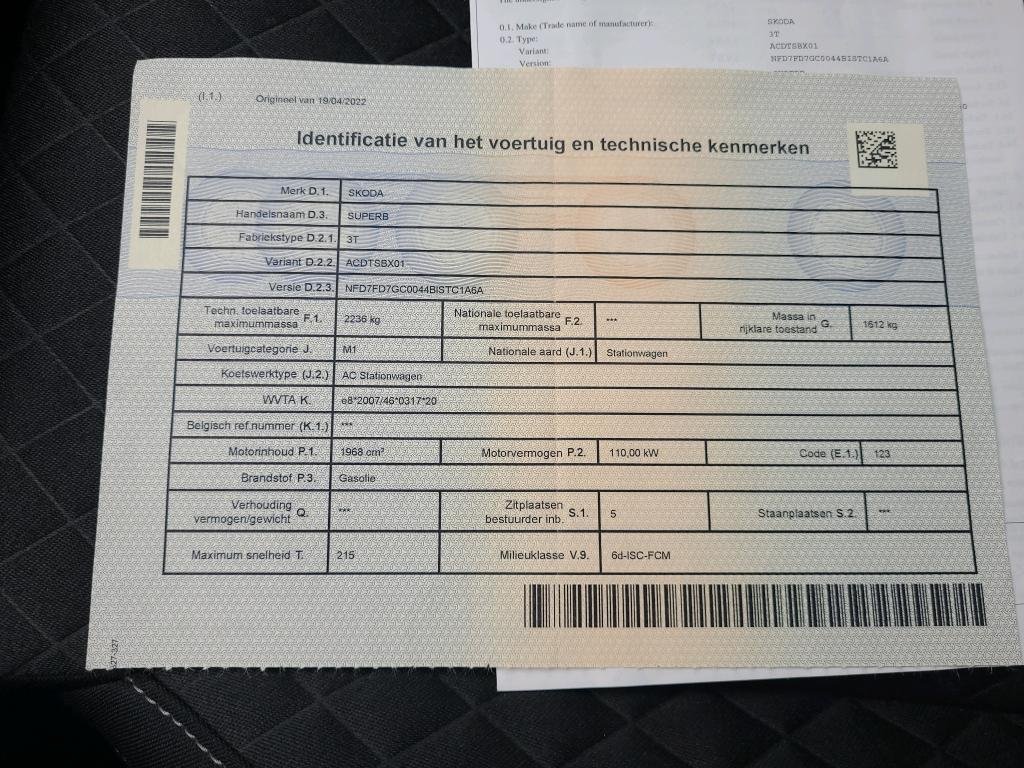 0.1. Make (Trade name of manufacturer): SKODA
0.2. Type: 3T
Variant: ACDTSBX01
Version: NFD7FD7GC0044BISTC1A6A
(I.1.) Origineel van 19/04/2022
Identificatie van het voertuig en technische kenmerken
Merk D.1. SKODA
Handelsnaam D.3. SUPERB
Fabriekstype D.2.1. 3T
Variant D.2.2. ACDTSBX01
Versie D.2.3. NFD7FD7GC0044BISTC1A6A
Techn. toelaatbare maximummassa F.1. 2236 kg Nationale toelaatbare maximummassa F.2. *** Massa in rijklare toestand G. 1612 kg
Voertuigcategorie J. M1 Nationale aard (J.1.) Stationwagen
Koetswerktype (J.2.) AC Stationwagen
WVTA K. e8*2007/46*0317*20
Belgisch ref.nummer (K.1.) ***
Motorinhoud P.1. 1968 cm³ Motorvermogen P.2. 110,00 kW Code (E.1.) 123
Brandstof P.3. Gasolie
Verhouding vermogen/gewicht Q. *** Zitplaatsen bestuurder inb. S.1. 5 Staanplaatsen S.2. ***
Maximum snelheid T. 215 Milieuklasse V.9. 6d-ISC-FCM